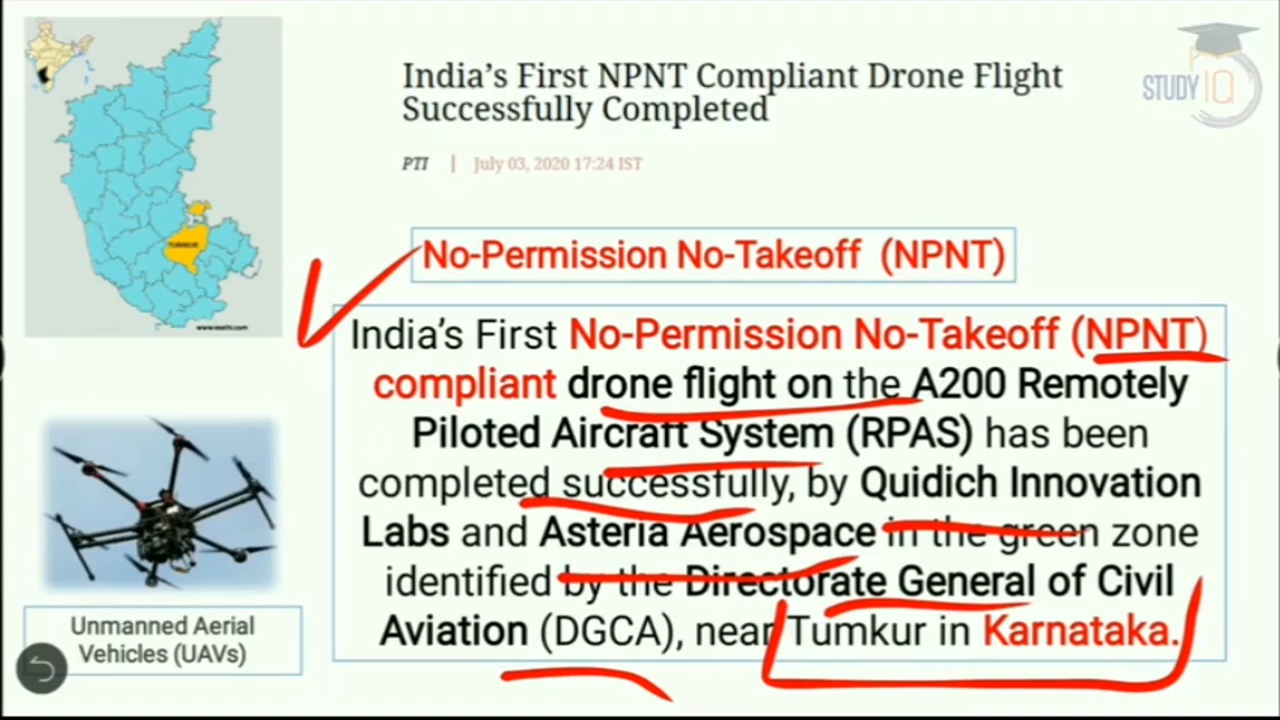 India's First NPNT Compliant Drone Flight
Successfully Completed
STUDY IQ
PTI | July 03, 2020 17:24 IST
No-Permission No-Takeoff (NPNT)
TUMKUR
India's First No-Permission No-Takeoff (NPNT)
compliant drone flight on the A200 Remotely
Piloted Aircraft System (RPAS) has been
completed successfully, by Quidich Innovation
Labs and Asteria Aerospace in the green zone
identified by the Directorate General of Civil
Aviation (DGCA), near Tumkur in Karnataka.
Unmanned Aerial
Vehicles (UAVs)